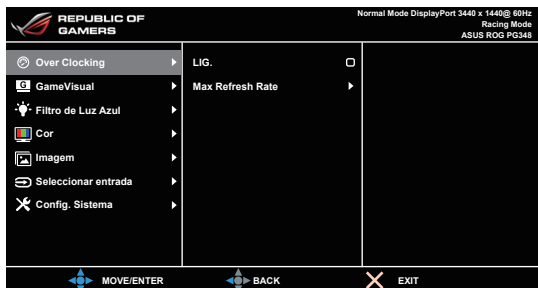 REPUBLIC OF
GAMERS
Normal Mode DisplayPort 3440 x 1440@ 60Hz
Racing Mode
ASUS ROG PG348
Over Clocking
LIG.
G GameVisual
Max Refresh Rate
Filtro de Luz Azul
Cor
Imagem
Seleccionar entrada
Config. Sistema
MOVE/ENTER
BACK
EXIT